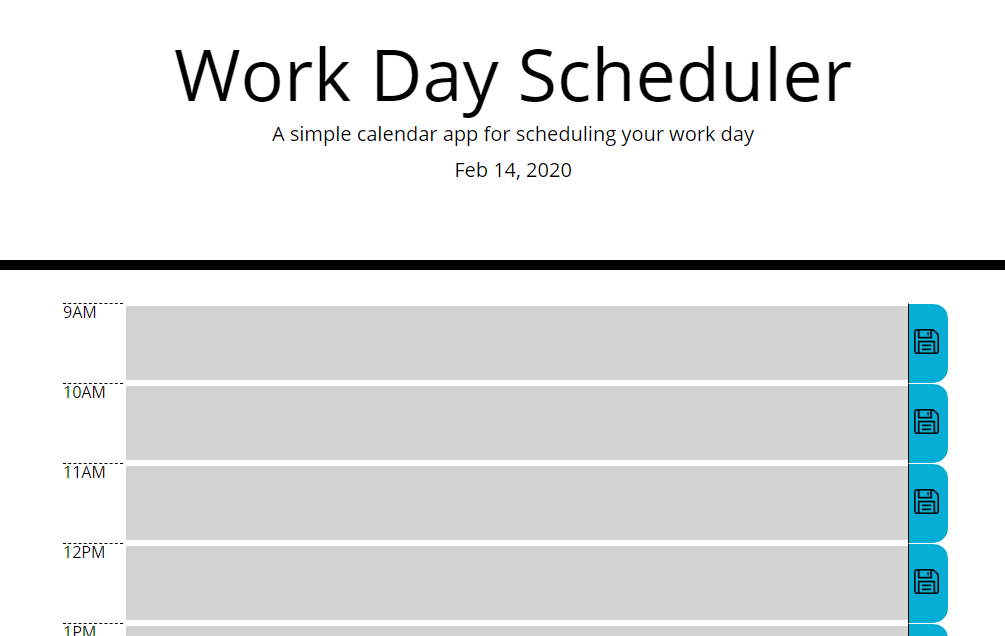 Work Day Scheduler
A simple calendar app for scheduling your work day
Feb 14, 2020
9AM
10AM
11AM
12PM
1PM